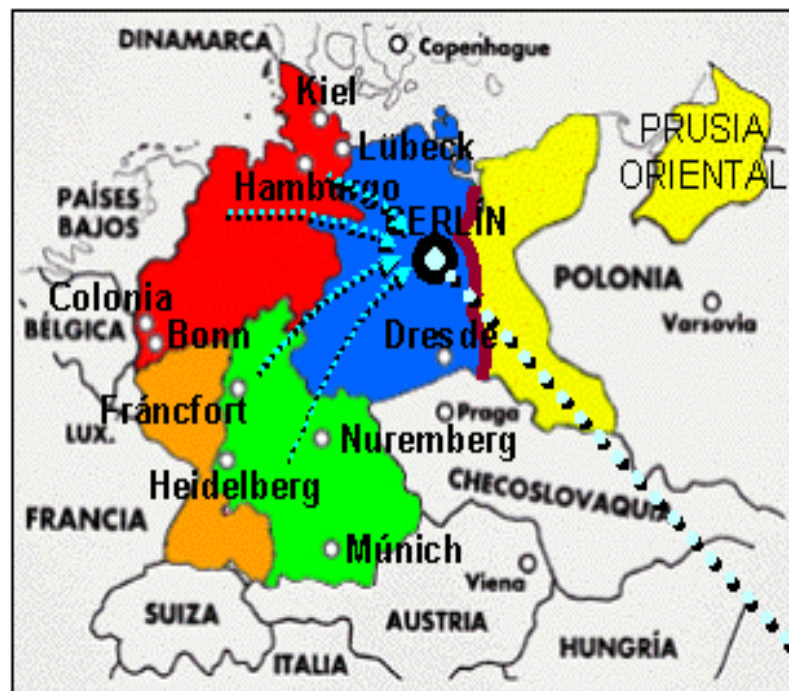 DINAMARCA
Copenhague
Kiel
Lübeck
PRUSIA
ORIENTAL
Hamburgo
PAÍSES
BAJOS
BERLÍN
POLONIA
Colonia
BÉLGICA
Bonn
Varsovia
Dresde
Fráncfort
Praga
LUX.
Nuremberg
Heidelberg
CHECOSLOVAQUIA
FRANCIA
Múnich
Viena
SUIZA
AUSTRIA
HUNGRÍA
ITALIA